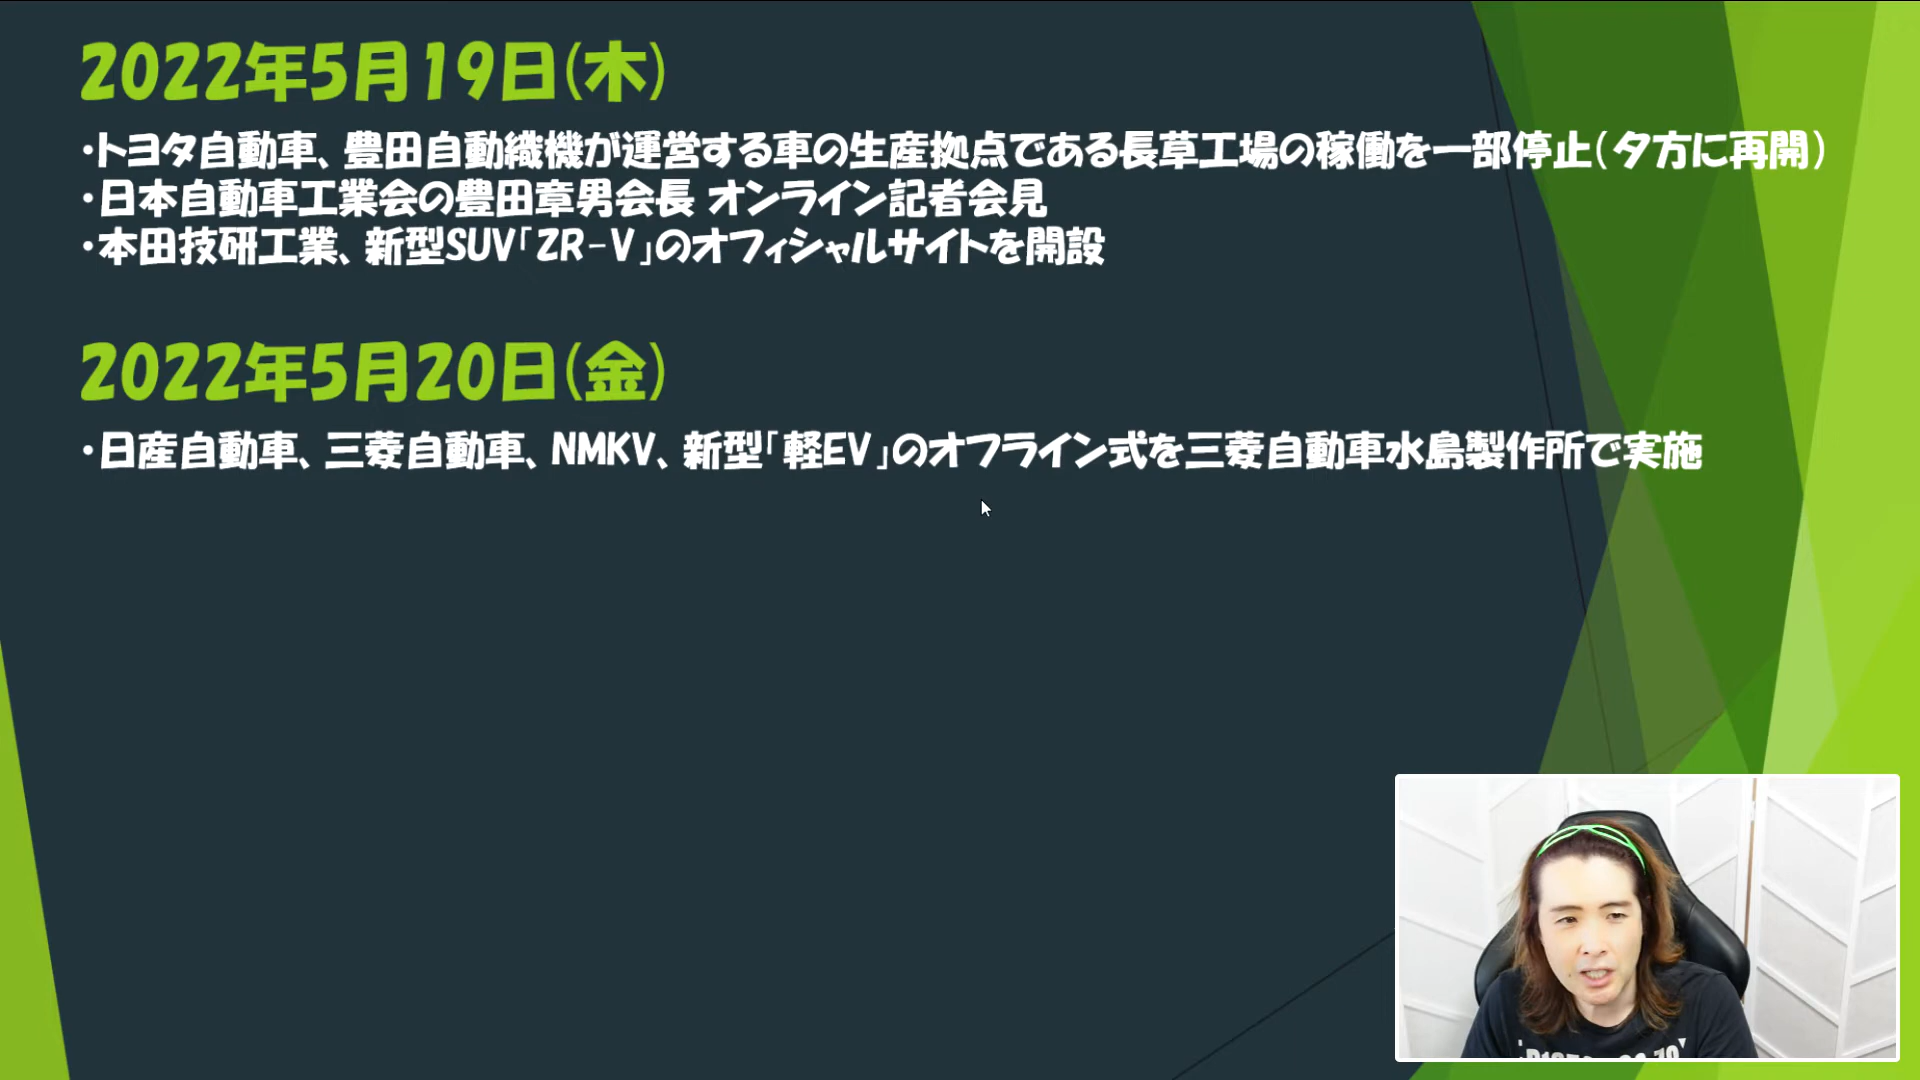 2022年5月19日(木)
・トヨタ自動車、豊田自動織機が運営する車の生産拠点である長草工場の稼働を一部停止(夕方に再開)
・日本自動車工業会の豊田章男会長 オンライン記者会見
・本田技研工業、新型SUV「ZR-V」のオフィシャルサイトを開設
2022年5月20日(金)
・日産自動車、三菱自動車、NMKV、新型「軽EV」のオフライン式を三菱自動車水島製作所で実施